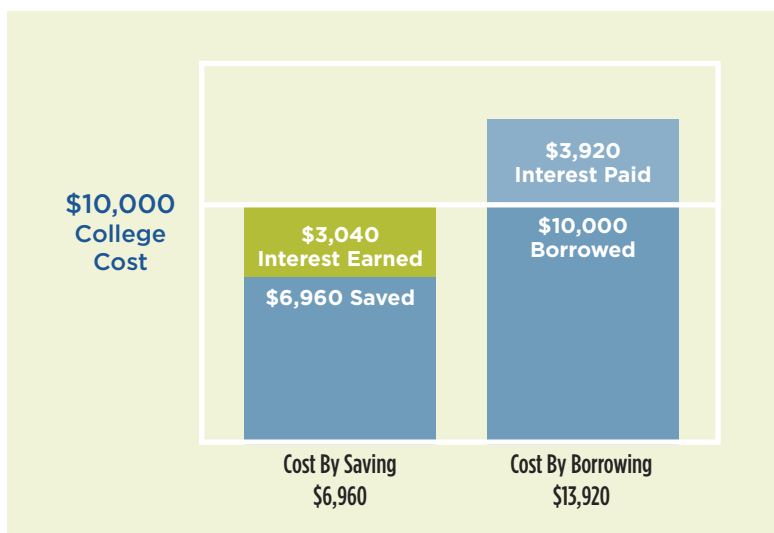 $10,000
College
Cost
$3,040
Interest Earned
$6,960 Saved
$3,920
Interest Paid
$10,000
Borrowed
Cost By Saving
$6,960
Cost By Borrowing
$13,920